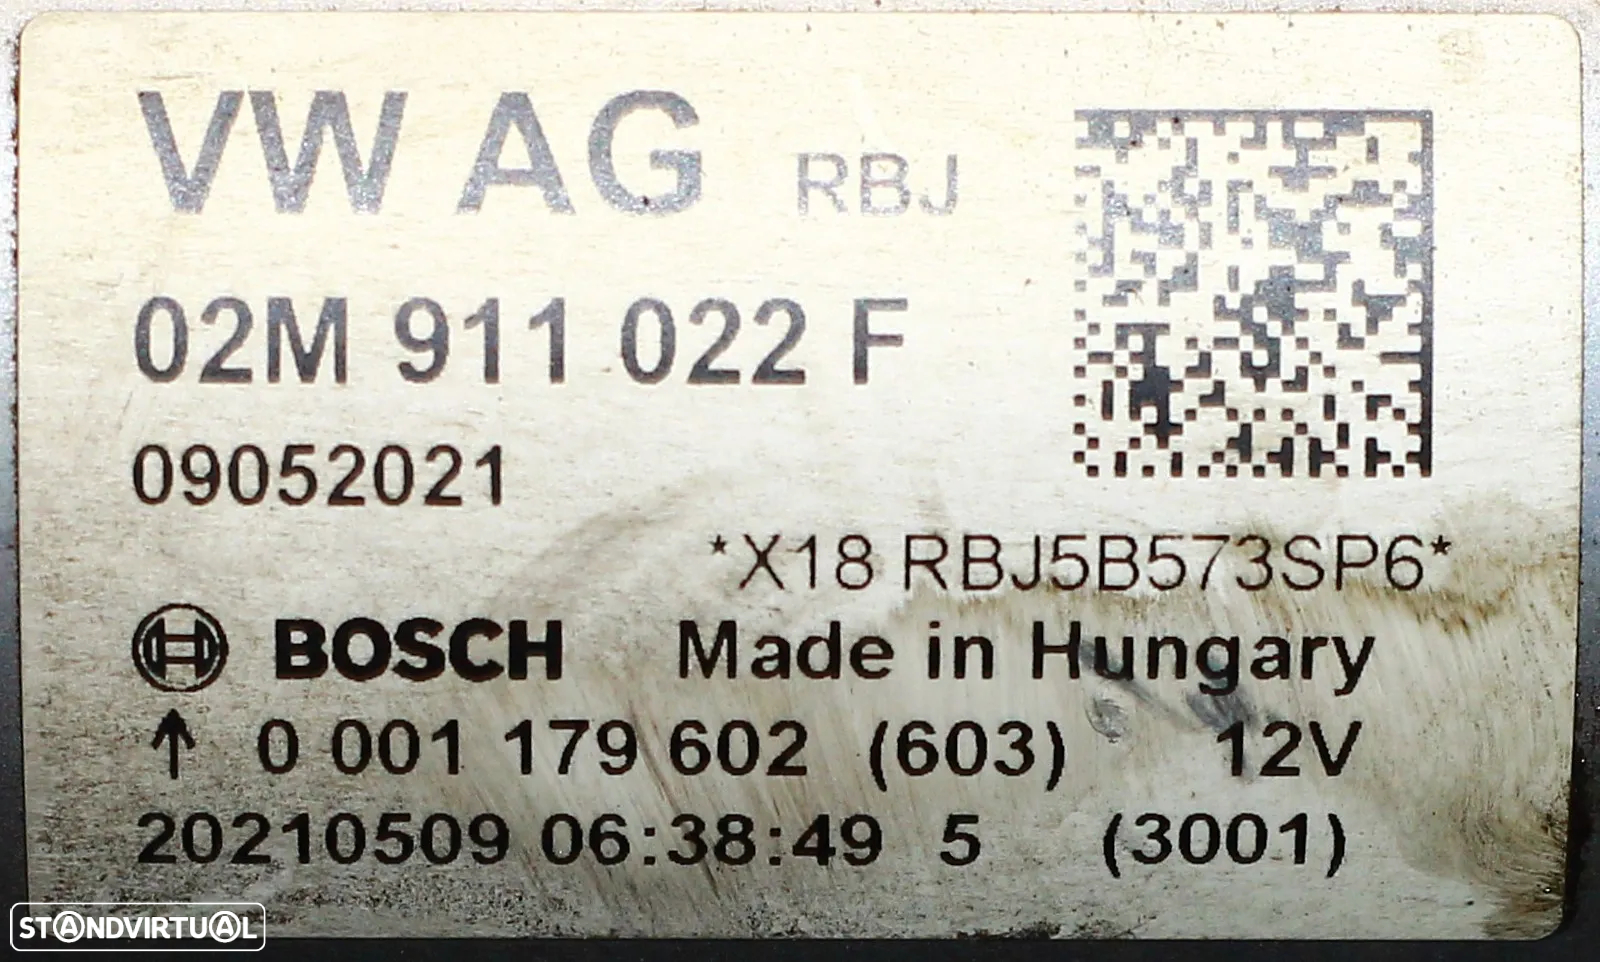 VW AG RBJ
02M 911 022 F
09052021
*X18 RBJ5B573SP6*
BOSCH Made in Hungary
↑ 0 001 179 602 (603) 12V
20210509 06:38:49 5 (3001)
STANDVIRTUAL